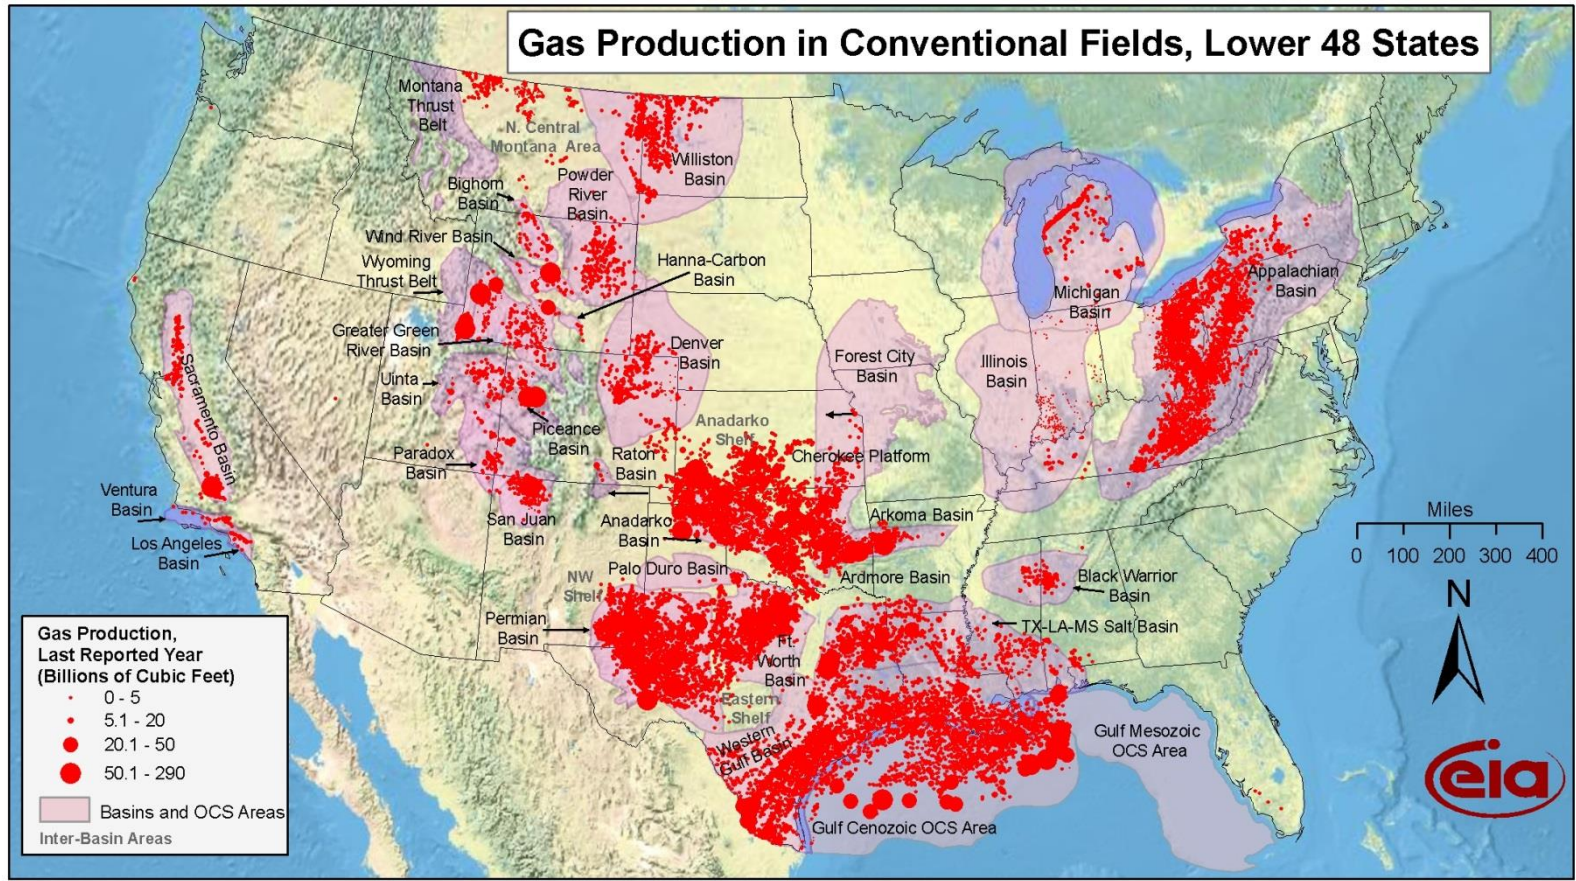 Gas Production in Conventional Fields, Lower 48 States
Montana
Thrust
Belt
N. Central
Montana Area
Williston
Basin
Powder
River
Basin
Bighorn
Basin
Wind River Basin
Wyoming
Thrust Belt
Hanna-Carbon
Basin
Greater Green
River Basin
Denver
Basin
Uinta
Basin
Forest City
Basin
Illinois
Basin
Michigan
Basin
Appalachian
Basin
Sacramento Basin
Piceance
Basin
Anadarko
Shelf
Paradox
Basin
Raton
Basin
Cherokee Platform
Ventura
Basin
San Juan
Basin
Anadarko
Basin
Arkoma Basin
Los Angeles
Basin
Palo Duro Basin
Ardmore Basin
Black Warrior
Basin
NW
Shelf
Permian
Basin
TX-LA-MS Salt Basin
Ft.
Worth
Basin
Eastern
Shelf
Western
Gulf Basin
Gulf Mesozoic
OCS Area
Gulf Cenozoic OCS Area
Miles
0 100 200 300 400
N
eia
Gas Production,
Last Reported Year
(Billions of Cubic Feet)
0 - 5
5.1 - 20
20.1 - 50
50.1 - 290
Basins and OCS Areas
Inter-Basin Areas